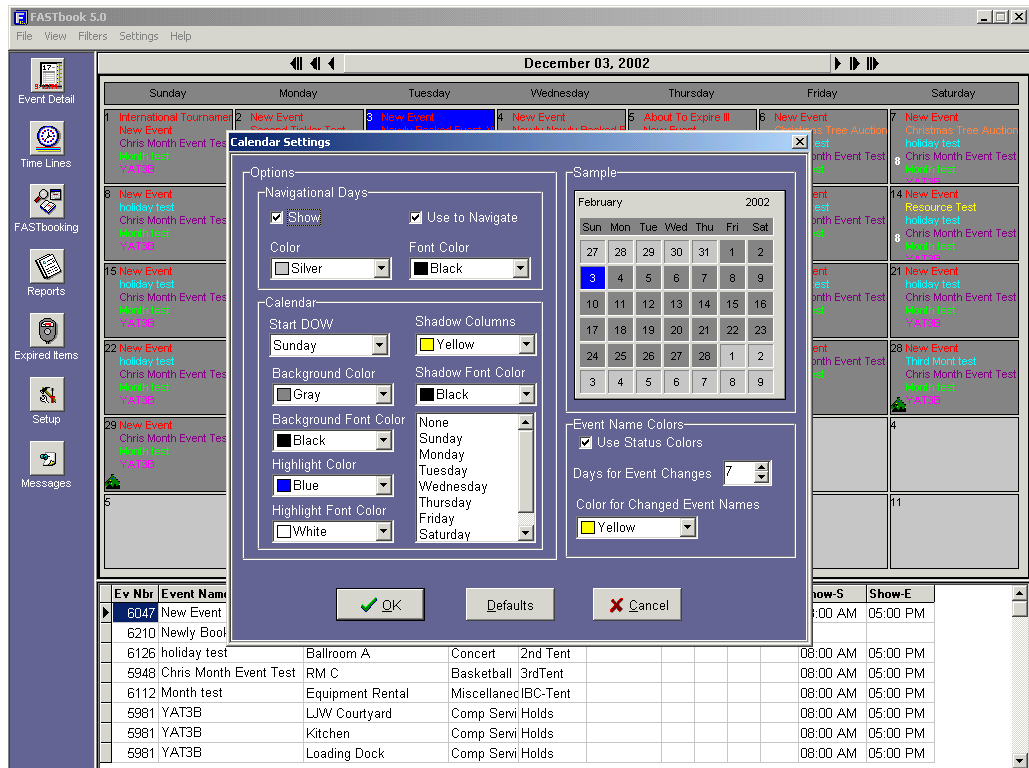 FASTbook 5.0
File View Filters Settings Help
December 03, 2002
Event Detail
Time Lines
FASTbooking
Reports
Expired Items
Setup
Messages
Sunday Monday Tuesday Wednesday Thursday Friday Saturday
1 International Tournamer 2 New Event 3 New Event 4 New Event 5 About To Expire III 6 New Event 7 New Event
New Event Christmas Tree Auction Christmas Tree Auction
Chris Month Event Tes holiday test
Month test 8 Chris Month Event Test
YAT3B
8 New Event 14 New Event
holiday test Resource Test
Chris Month Event Tes holiday test
Month test 8 Chris Month Event Test
YAT3B
15 New Event 21 New Event
holiday test holiday test
Chris Month Event Tes Chris Month Event Test
Month test Month test
YAT3B YAT3B
22 New Event 28 New Event
holiday test Third Mont test
Chris Month Event Tes Chris Month Event Test
Month test Month test
YAT3B YAT3B
29 New Event 4
Chris Month Event Tes
Month test
YAT3B
5 11
Calendar Settings
Options
Navigational Days
Show Use to Navigate
Color Font Color
Silver Black
Calendar
Start DOW Shadow Columns
Sunday Yellow
Background Color Shadow Font Color
Gray Black
Background Font Color
Black
Highlight Color
Blue
Highlight Font Color
White
None
Sunday
Monday
Tuesday
Wednesday
Thursday
Friday
Saturday
Sample
February 2002
Sun Mon Tue Wed Thu Fri Sat
27 28 29 30 31 1 2
3 4 5 6 7 8 9
10 11 12 13 14 15 16
17 18 19 20 21 22 23
24 25 26 27 28 1 2
3 4 5 6 7 8 9
Event Name Colors
Use Status Colors
Days for Event Changes 7
Color for Changed Event Names
Yellow
OK Defaults Cancel
Ev Nbr Event Name how-S Show-E
6047 New Event :00 AM 05:00 PM
6210 Newly Bool
6126 holiday test Ballroom A Concert 2nd Tent 08:00 AM 05:00 PM
5948 Chris Month Event Test RM C Basketball 3rdTent 08:00 AM 05:00 PM
6112 Month test Equipment Rental Miscellanec IBC-Tent 08:00 AM 05:00 PM
5981 YAT3B LJW Courtyard Comp Servi Holds 08:00 AM 05:00 PM
5981 YAT3B Kitchen Comp Servi Holds 08:00 AM 05:00 PM
5981 YAT3B Loading Dock Comp Servi Holds 08:00 AM 05:00 PM